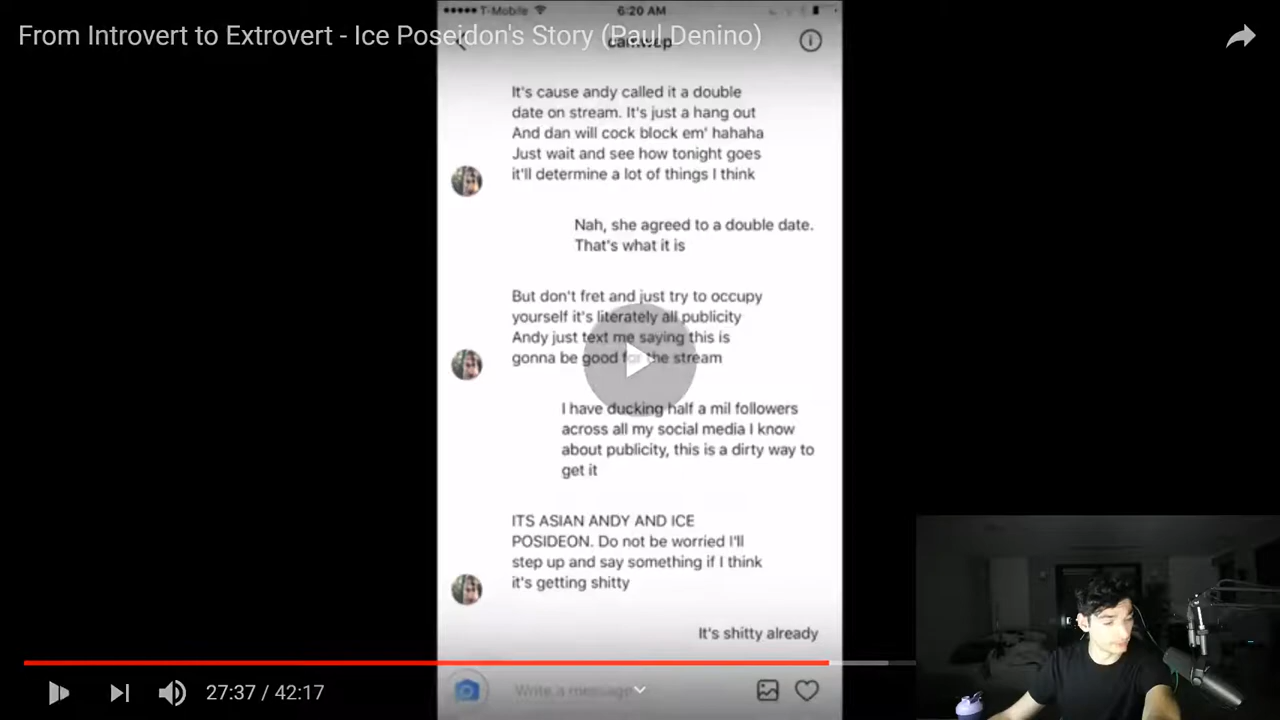 T-Mobile
6:20 AM
From Introvert to Extrovert - Ice Poseidon's Story (Paul Denino)
It's cause andy called it a double
date on stream. It's just a hang out
And dan will cock block em' hahaha
Just wait and see how tonight goes
it'll determine a lot of things I think
Nah, she agreed to a double date.
That's what it is
But don't fret and just try to occupy
yourself it's literately all publicity
Andy just text me saying this is
gonna be good for the stream
I have ducking half a mil followers
across all my social media I know
about publicity, this is a dirty way to
get it
ITS ASIAN ANDY AND ICE
POSIDEON. Do not be worried I'll
step up and say something if I think
it's getting shitty
It's shitty already
Write a message
27:37 / 42:17